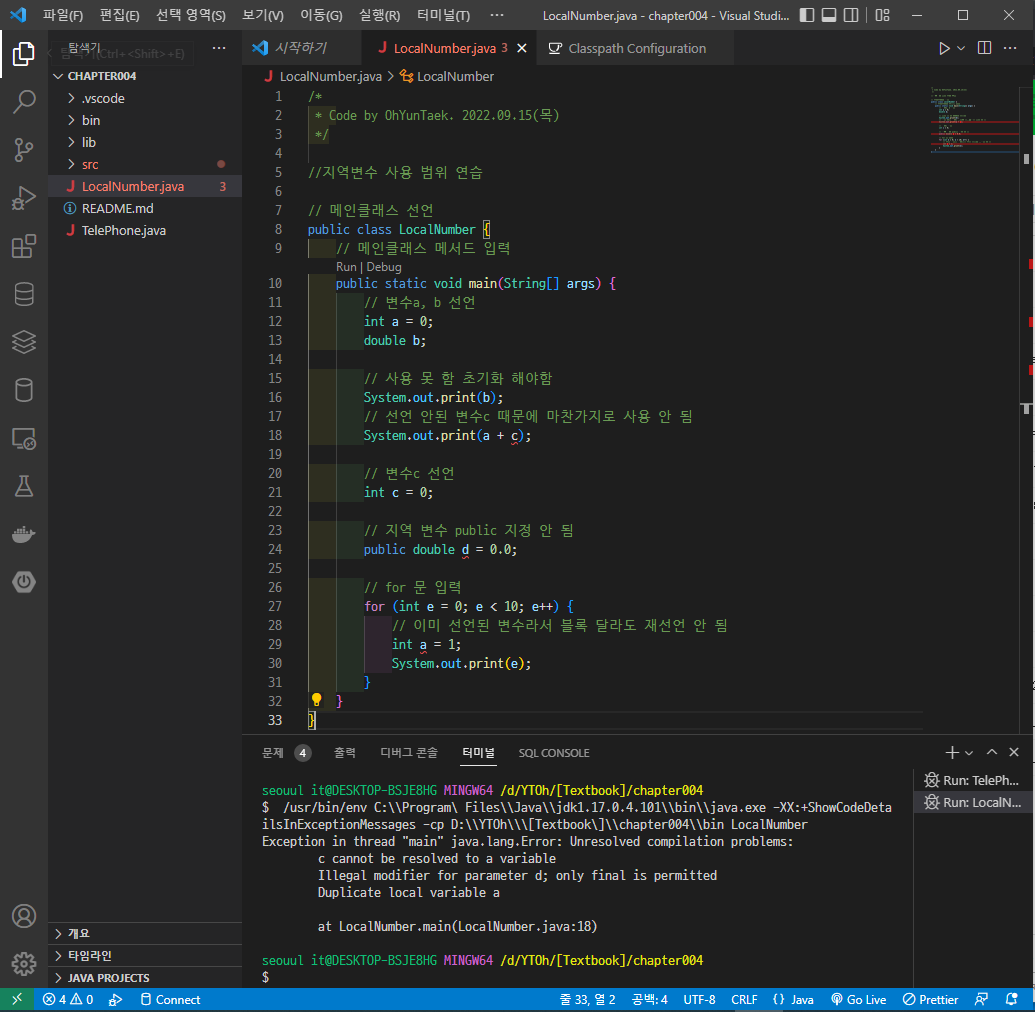 파일(F) 편집(E) 선택 영역(S) 보기(V) 이동(G) 실행(R) 터미널(T) ··· LocalNumber.java - chapter004 - Visual Studi...
탐색기 ···
탐색기(Ctrl+<Shift>+E)
CHAPTER004
.vscode
bin
lib
src
LocalNumber.java 3
README.md
TelePhone.java
개요
타임라인
JAVA PROJECTS
시작하기 LocalNumber.java 3 Classpath Configuration
LocalNumber.java > LocalNumber
1 /*
2 * Code by OhYunTaek. 2022.09.15(목)
3 */
4
5 //지역변수 사용 범위 연습
6
7 // 메인클래스 선언
8 public class LocalNumber {
9 // 메인클래스 메서드 입력
Run | Debug
10 public static void main(String[] args) {
11 // 변수a, b 선언
12 int a = 0;
13 double b;
14
15 // 사용 못 함 초기화 해야함
16 System.out.print(b);
17 // 선언 안된 변수c 때문에 마찬가지로 사용 안 됨
18 System.out.print(a + c);
19
20 // 변수c 선언
21 int c = 0;
22
23 // 지역 변수 public 지정 안 됨
24 public double d = 0.0;
25
26 // for 문 입력
27 for (int e = 0; e < 10; e++) {
28 // 이미 선언된 변수라서 블록 달라도 재선언 안 됨
29 int a = 1;
30 System.out.print(e);
31 }
32 }
33 }
문제 4 출력 디버그 콘솔 터미널 SQL CONSOLE
seouul it@DESKTOP-BSJE8HG MINGW64 /d/YTOh/[Textbook]/chapter004
$ /usr/bin/env C:\\Program\ Files\\Java\\jdk1.17.0.4.101\\bin\\java.exe -XX:+ShowCodeDeta
ilsInExceptionMessages -cp D:\\YTOh\\\[Textbook\]\\chapter004\\bin LocalNumber
Exception in thread "main" java.lang.Error: Unresolved compilation problems:
c cannot be resolved to a variable
Illegal modifier for parameter d; only final is permitted
Duplicate local variable a
at LocalNumber.main(LocalNumber.java:18)
seouul it@DESKTOP-BSJE8HG MINGW64 /d/YTOh/[Textbook]/chapter004
$
Run: TelePh...
Run: LocalN...
4 0 Connect 줄 33, 열 2 공백: 4 UTF-8 CRLF {} Java Go Live Prettier